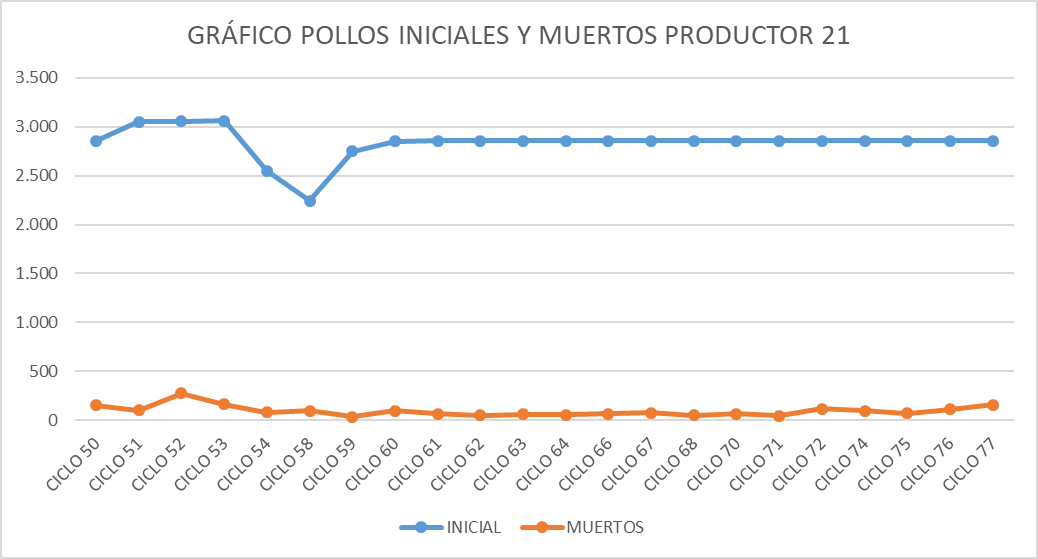 GRÁFICO POLLOS INICIALES Y MUERTOS PRODUCTOR 21
3.500
3.000
2.500
2.000
1.500
1.000
500
0
CICLO 50
CICLO 51
CICLO 52
CICLO 53
CICLO 54
CICLO 58
CICLO 59
CICLO 60
CICLO 61
CICLO 62
CICLO 63
CICLO 64
CICLO 66
CICLO 67
CICLO 68
CICLO 70
CICLO 71
CICLO 72
CICLO 74
CICLO 75
CICLO 76
CICLO 77
INICIAL MUERTOS